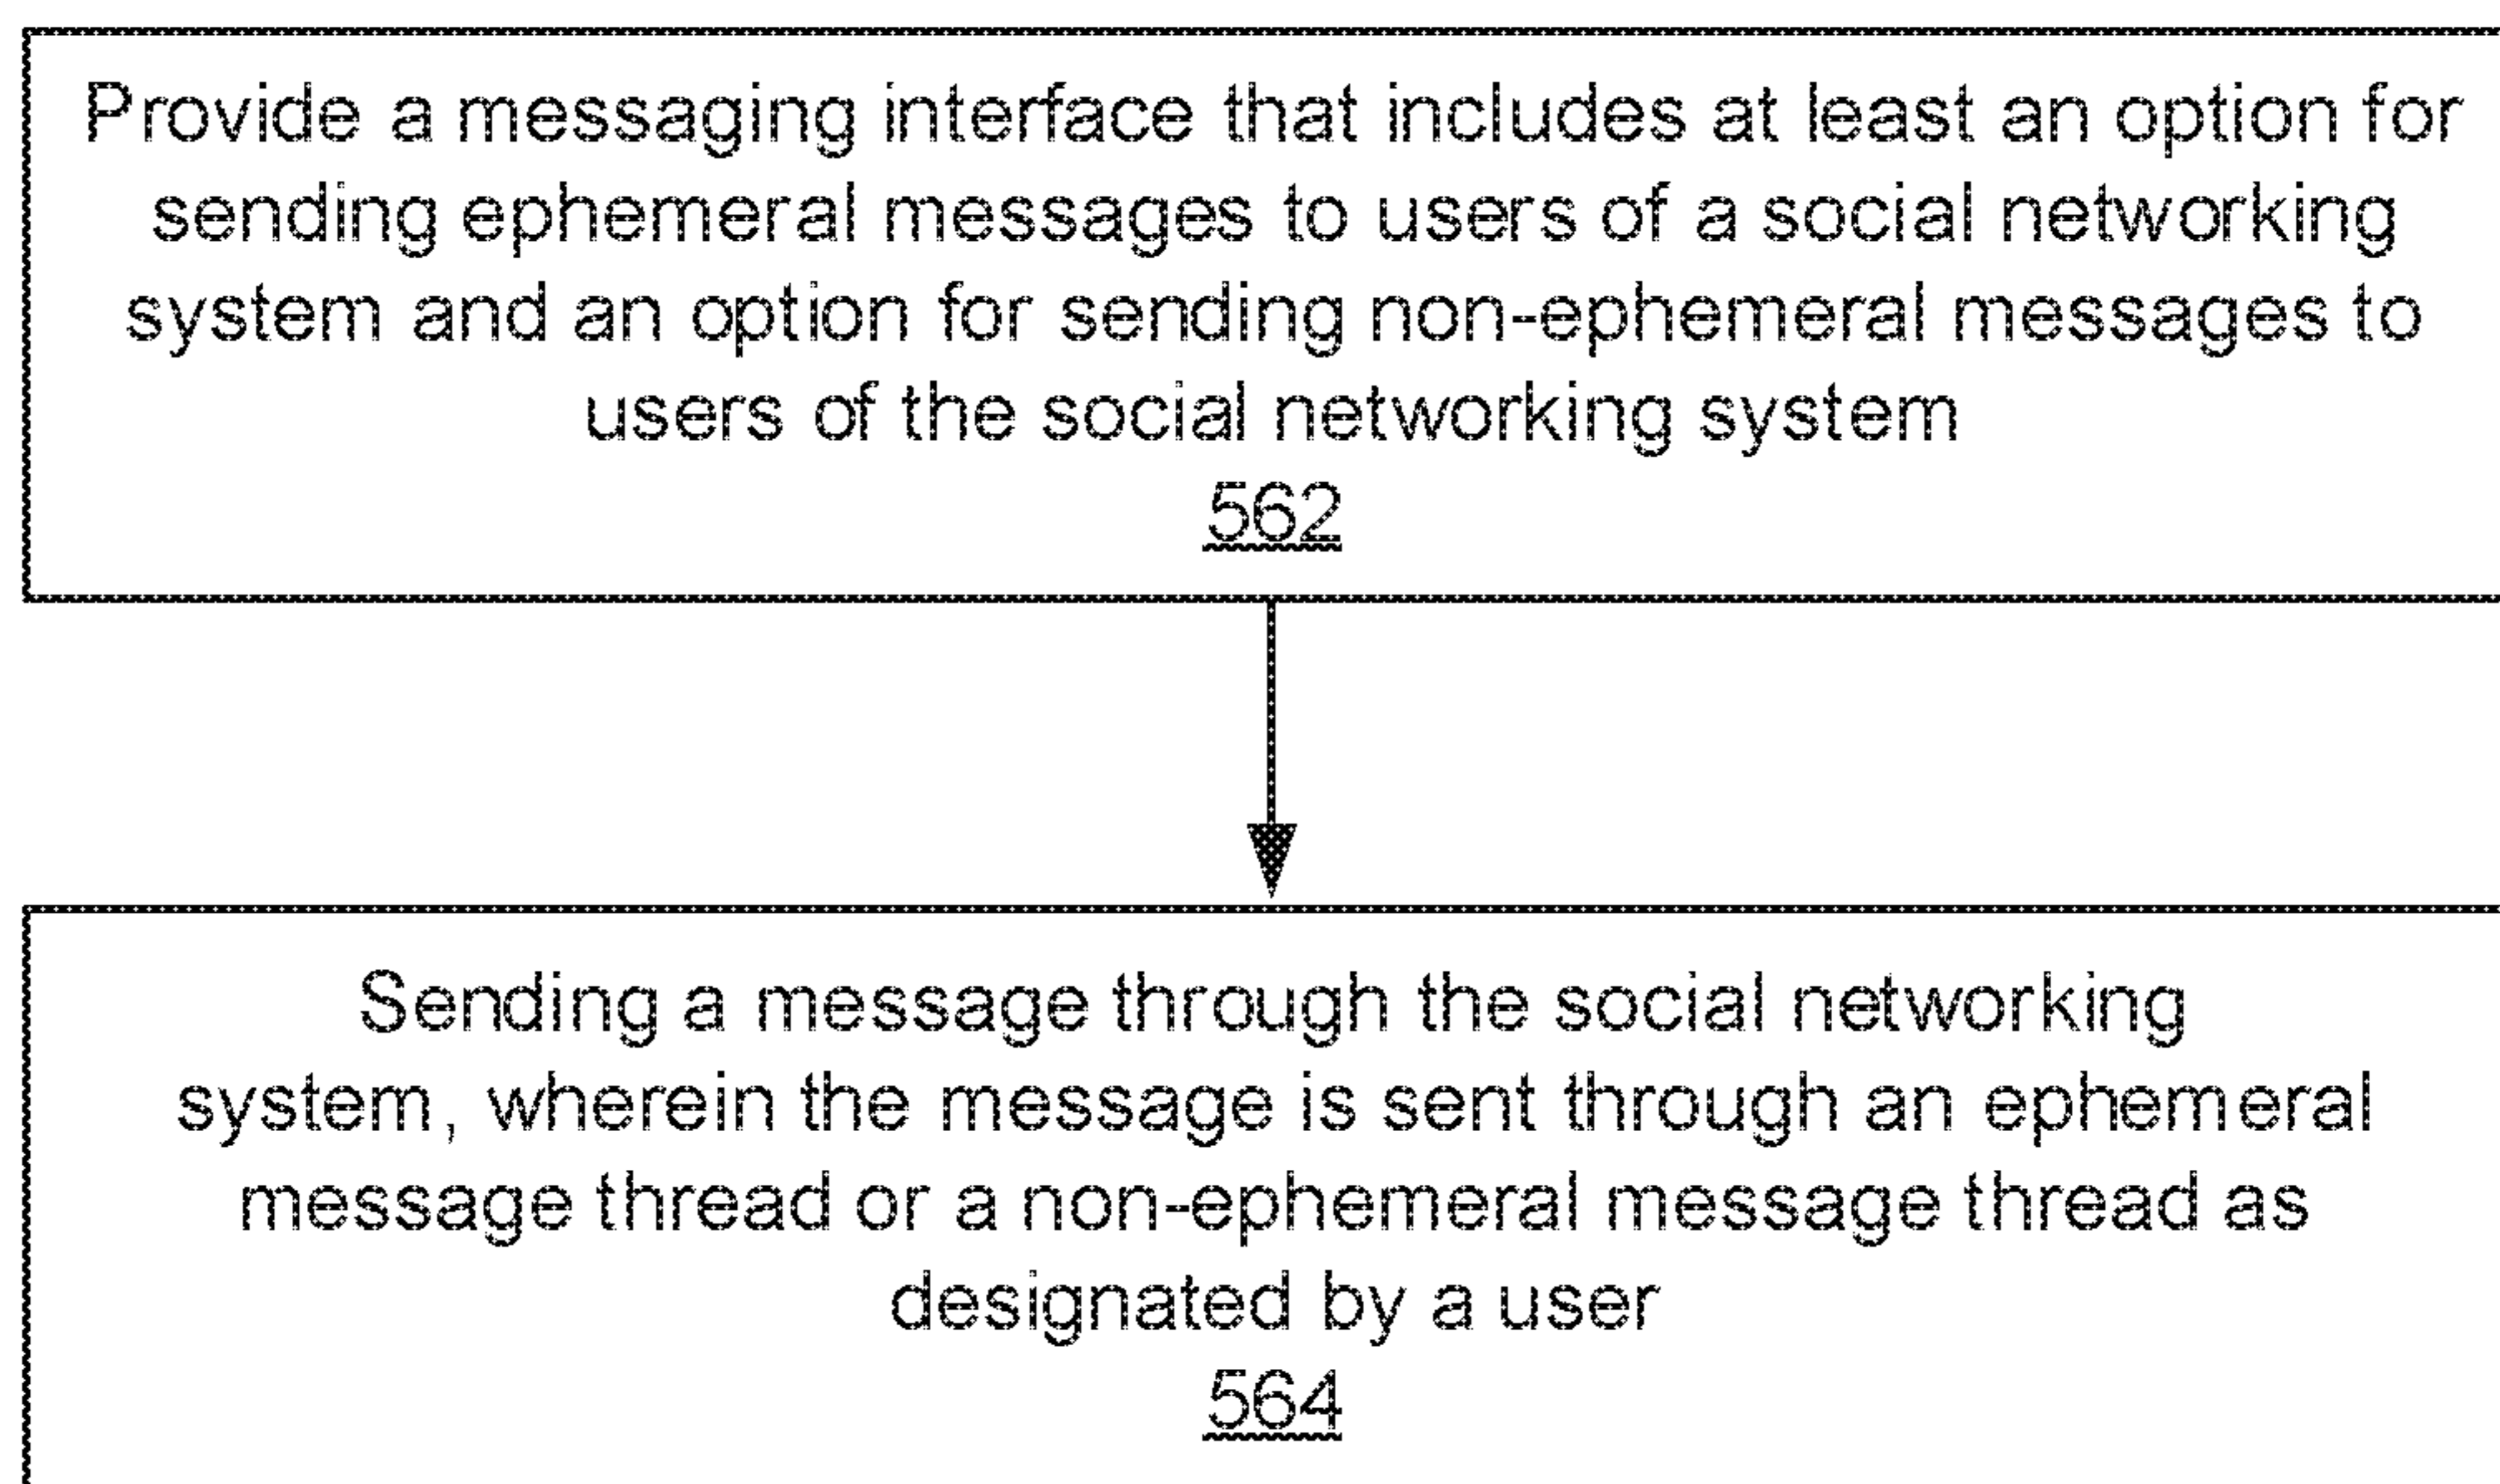 Provide a messaging interface that includes at least an option for
sending ephemeral messages to users of a social networking
system and an option for sending non-ephemeral messages to
users of the social networking system
562
Sending a message through the social networking
system, wherein the message is sent through an ephemeral
message thread or a non-ephemeral message thread as
designated by a user
564